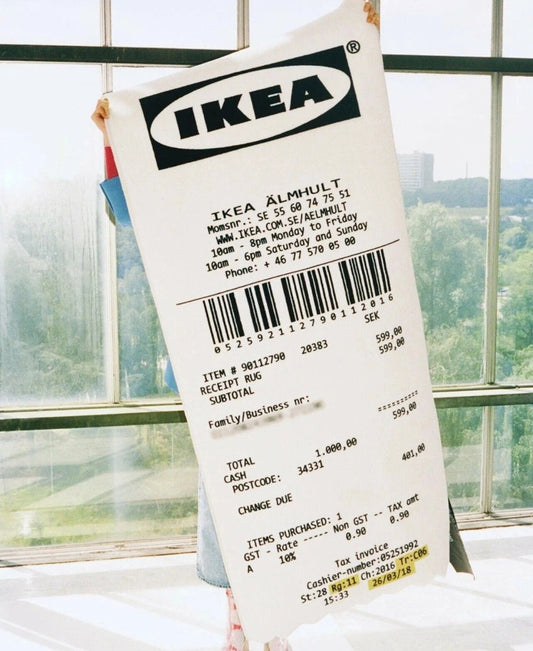 IKEA®
IKEA ÄLMHULT
Momsnr.: SE 55 60 74 75 51
WWW.IKEA.COM.SE/AELMHULT
10am - 8pm Monday to Friday
10am - 6pm Saturday and Sunday
Phone: + 46 77 570 05 00
052592112790112016
SEK
ITEM # 90112790 20383 599,00
RECEIPT RUG 599,00
SUBTOTAL
Family/Business nr:
==========
599,00
TOTAL
CASH 1.000,00
POSTCODE: 34331
401,00
CHANGE DUE
ITEMS PURCHASED: 1
GST - Rate ----- Non GST -- TAX amt
A 10% 0.90 0.90
Tax invoice
Cashier-number:05251992
St:28 Rg:11 Ch:2016 Tr:C06
15:33 26/03/18